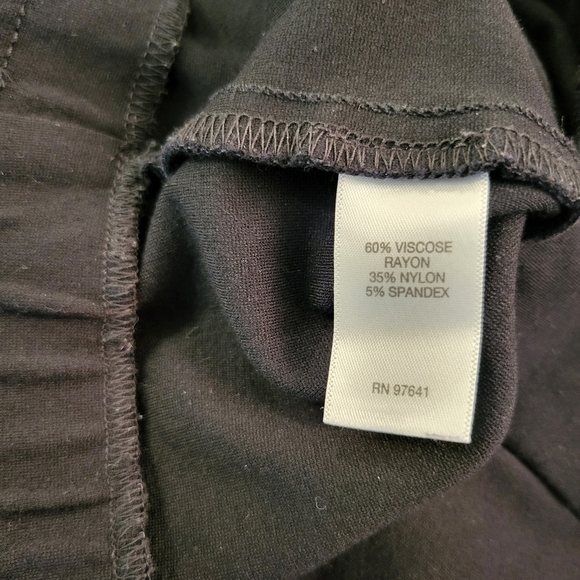 60% VISCOSE
RAYON
35% NYLON
5% SPANDEX
RN 97641